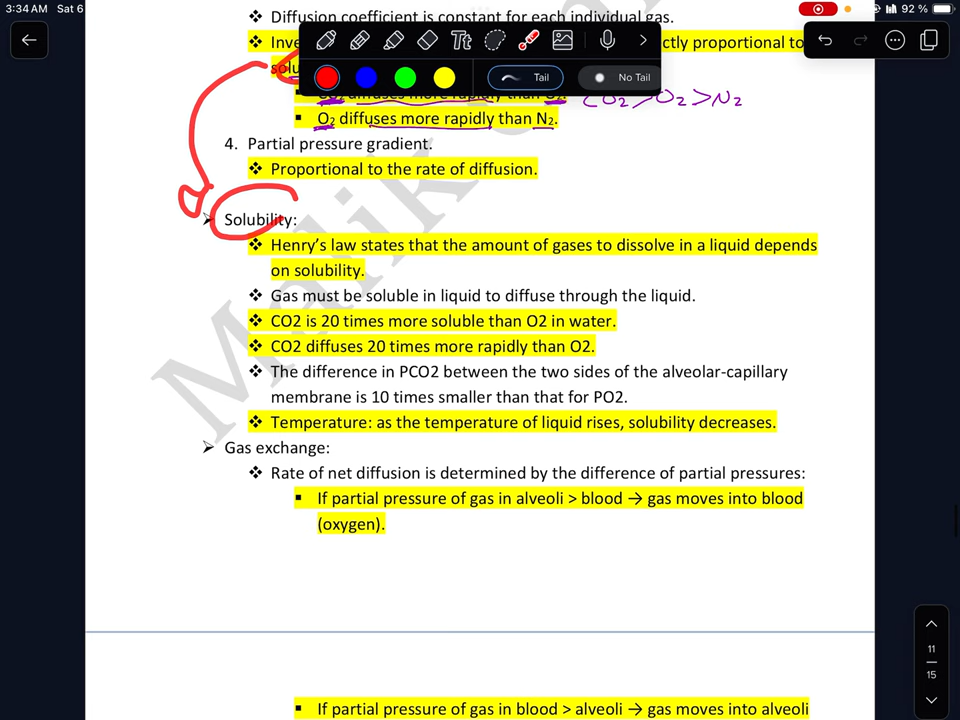 3:34 AM Sat 6 92 %
❖ Diffusion coefficient is constant for each individual gas.
❖ Inve ctly proportional to
solu
Tt
Tail No Tail
▪ CO2 diffuses more rapidly than O2. CO2 > O2 > N2
▪ O2 diffuses more rapidly than N2.
4. Partial pressure gradient.
❖ Proportional to the rate of diffusion.
➢ Solubility:
❖ Henry's law states that the amount of gases to dissolve in a liquid depends
on solubility.
❖ Gas must be soluble in liquid to diffuse through the liquid.
❖ CO2 is 20 times more soluble than O2 in water.
❖ CO2 diffuses 20 times more rapidly than O2.
❖ The difference in PCO2 between the two sides of the alveolar-capillary
membrane is 10 times smaller than that for PO2.
❖ Temperature: as the temperature of liquid rises, solubility decreases.
➢ Gas exchange:
❖ Rate of net diffusion is determined by the difference of partial pressures:
▪ If partial pressure of gas in alveoli > blood → gas moves into blood
(oxygen).
11
15
▪ If partial pressure of gas in blood > alveoli → gas moves into alveoli